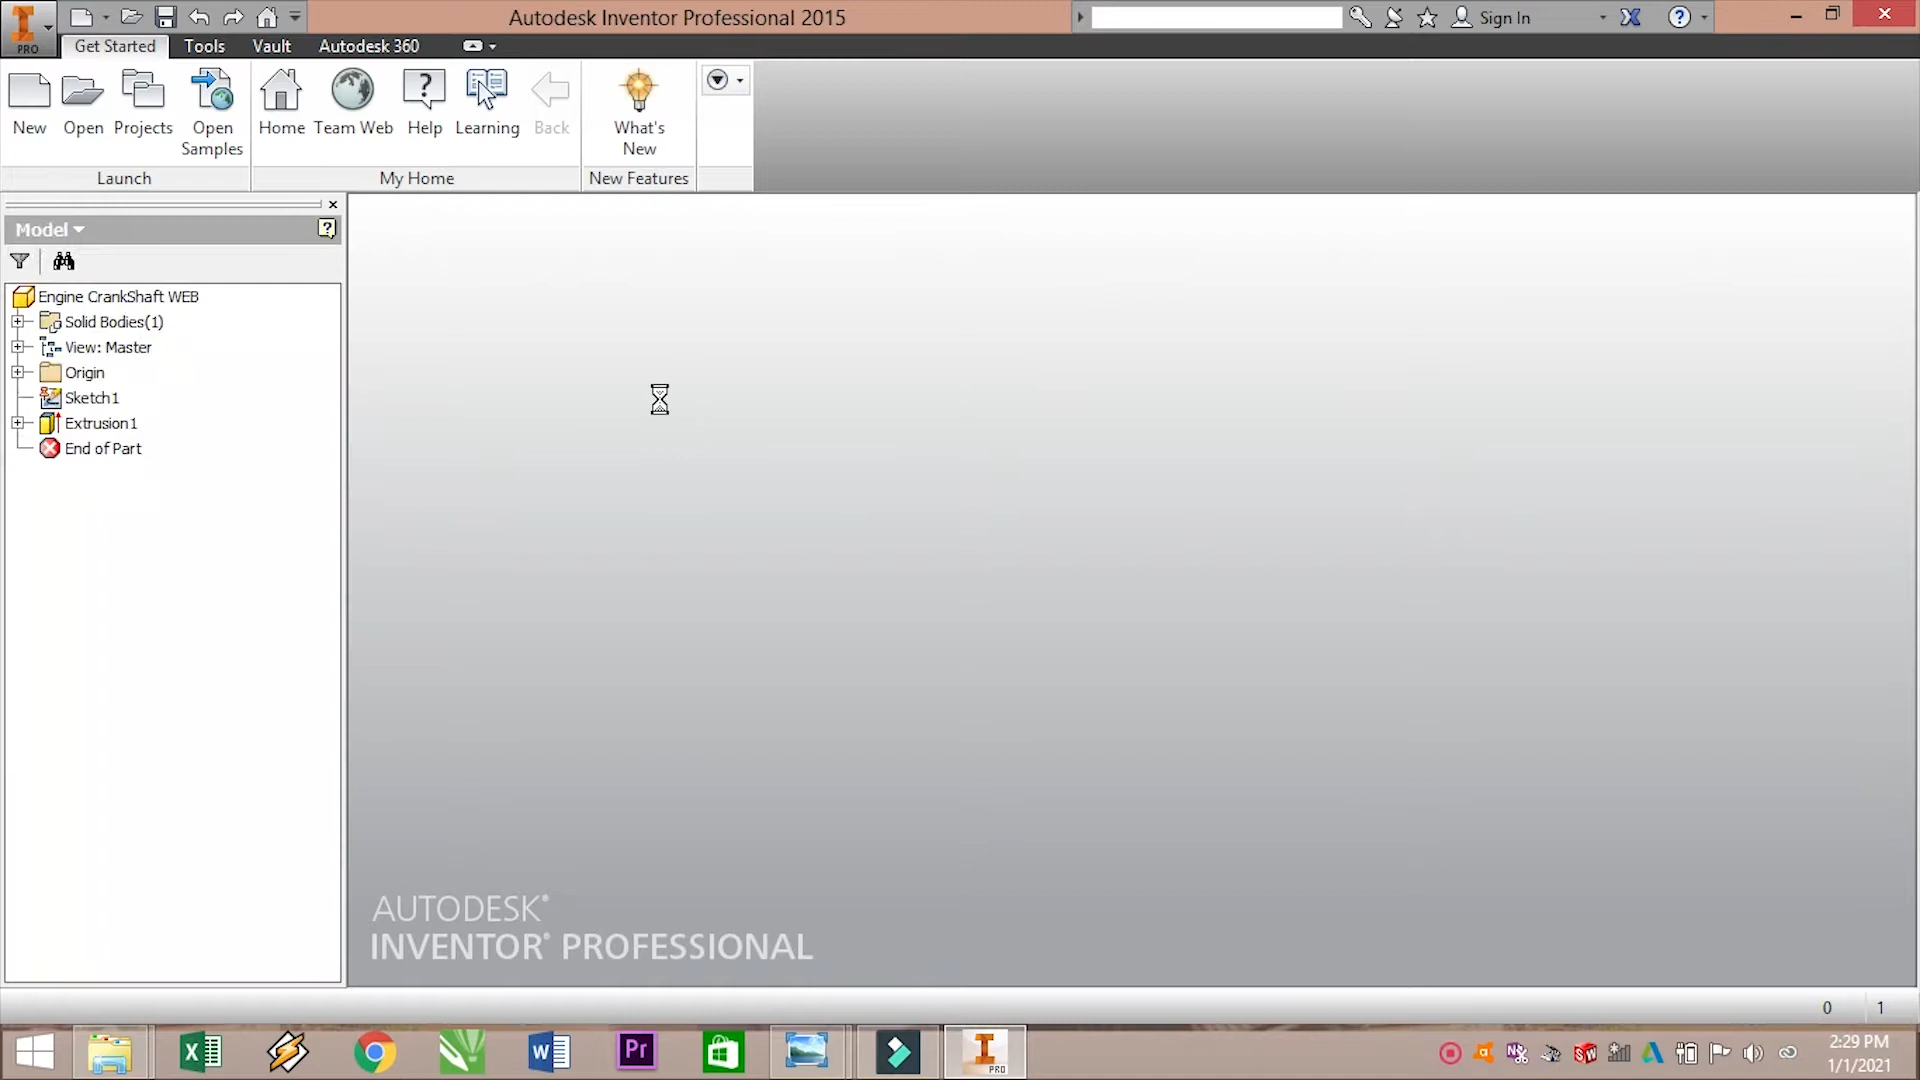 Autodesk Inventor Professional 2015
Sign In
PRO
Get Started
Tools
Vault
Autodesk 360
New
Open
Projects
Open Samples
Home
Team Web
Help
Learning
Back
What's New
Launch
My Home
New Features
Model
Engine CrankShaft WEB
Solid Bodies(1)
View: Master
Origin
Sketch1
Extrusion1
End of Part
AUTODESK®
INVENTOR® PROFESSIONAL
0
1
Pr
PRO
2:29 PM
1/1/2021